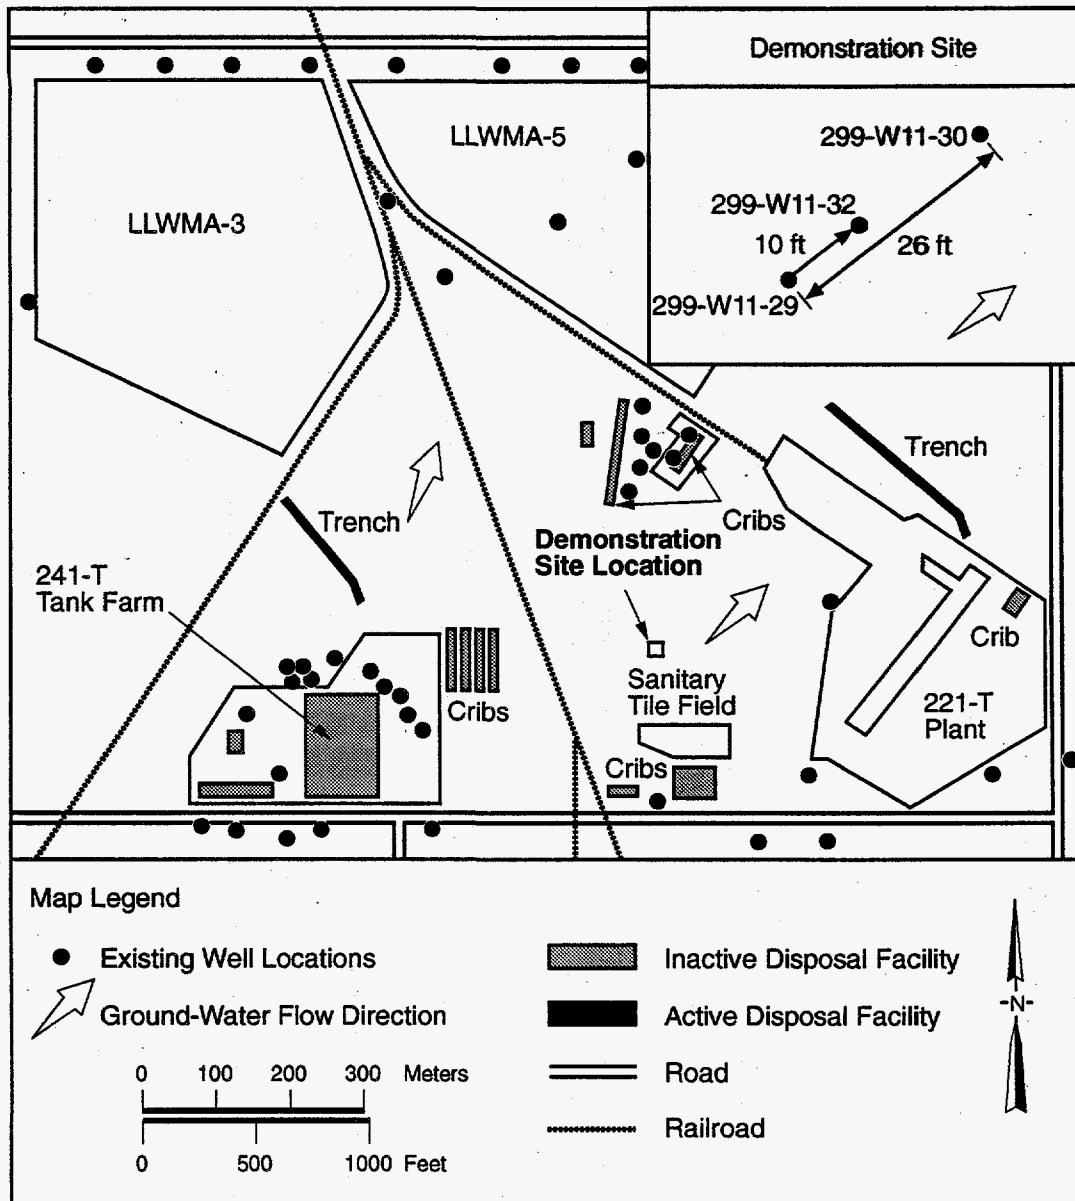 Demonstration Site
299-W11-30
299-W11-32
10 ft
26 ft
299-W11-29
LLWMA-5
LLWMA-3
Trench
Trench
Cribs
Demonstration
Site Location
241-T
Tank Farm
Crib
Sanitary
Tile Field
221-T
Plant
Cribs
Cribs
Map Legend
Existing Well Locations
Ground-Water Flow Direction
0 100 200 300 Meters
0 500 1000 Feet
Inactive Disposal Facility
Active Disposal Facility
Road
Railroad
-N-